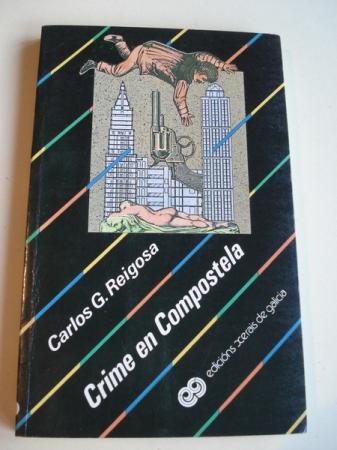 Carlos G. Reigosa
Crime en Compostela
edicións xerais de galicia